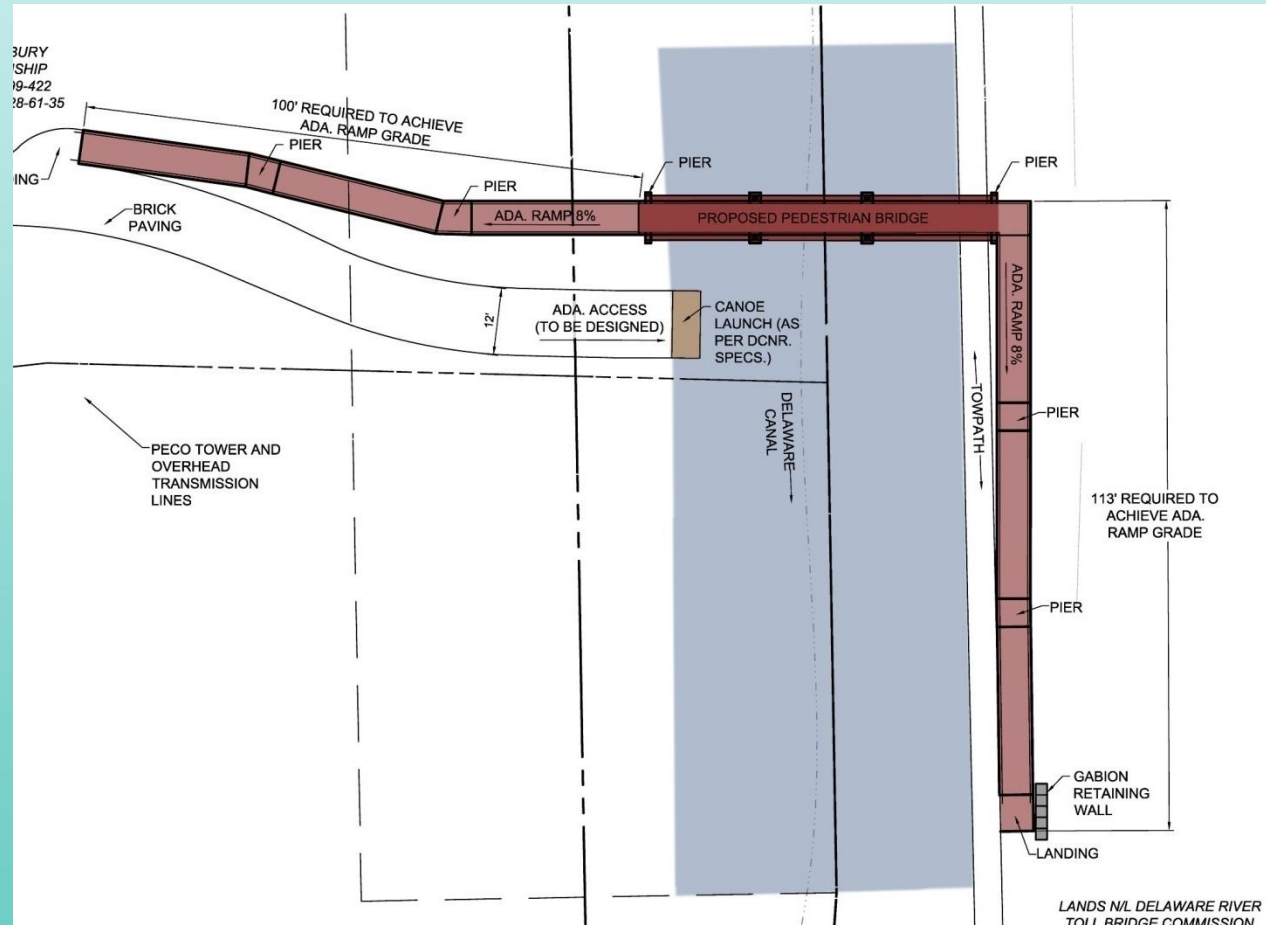 BURY
SHIP
99-422
28-61-35
100' REQUIRED TO ACHIEVE
ADA. RAMP GRADE
PIER
PIER
PIER
PIER
ING
BRICK
PAVING
ADA. RAMP 8%
PROPOSED PEDESTRIAN BRIDGE
ADA. RAMP 8%
12'
ADA. ACCESS
(TO BE DESIGNED)
CANOE
LAUNCH (AS
PER DCNR.
SPECS.)
DELAWARE
CANAL
TOWPATH
PIER
PECO TOWER AND
OVERHEAD
TRANSMISSION
LINES
113' REQUIRED TO
ACHIEVE ADA.
RAMP GRADE
PIER
GABION
RETAINING
WALL
LANDING
LANDS N/L DELAWARE RIVER
TOLL BRIDGE COMMISSION